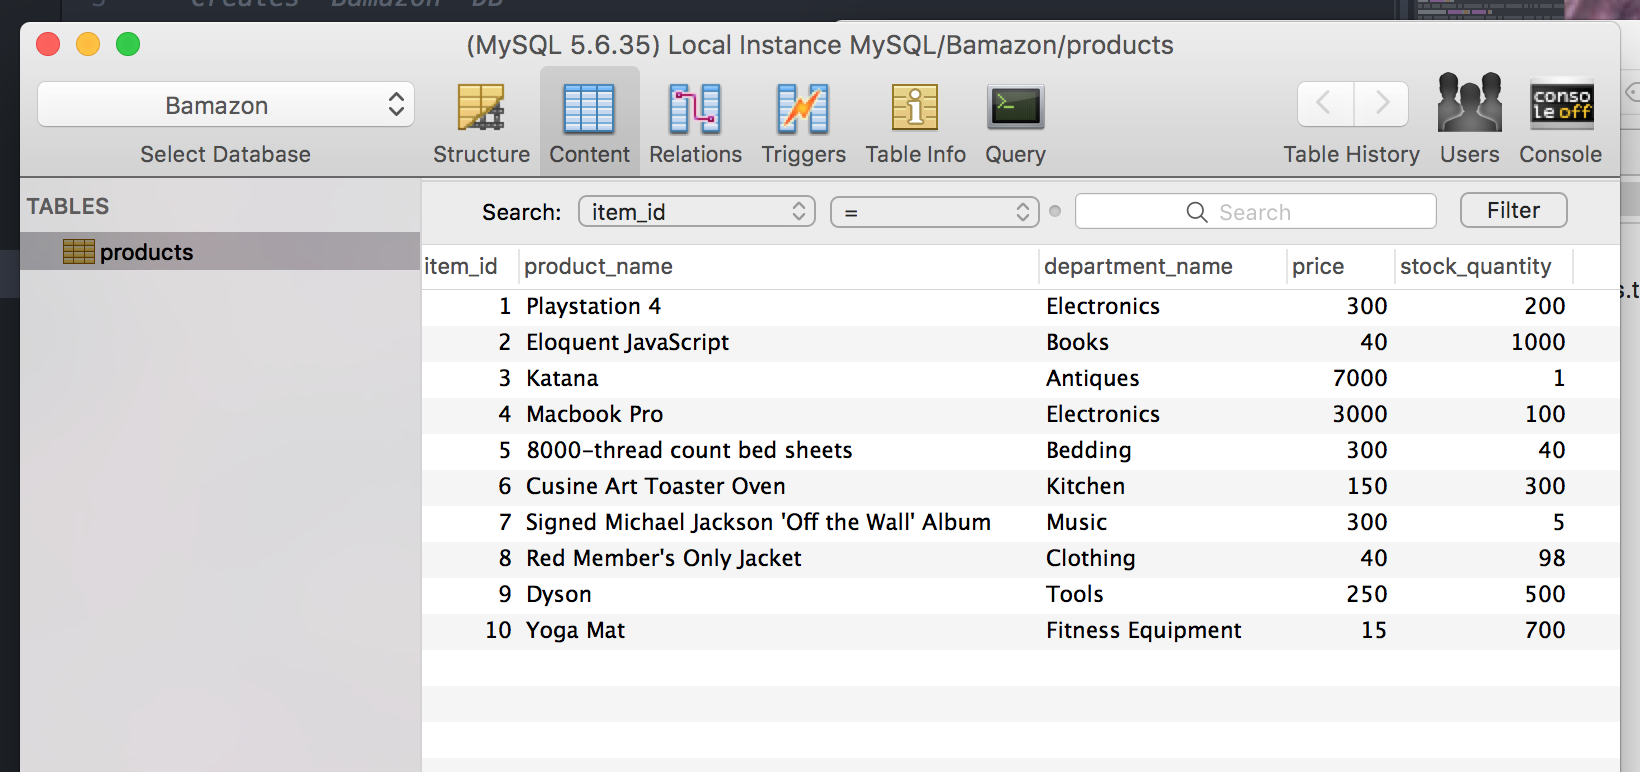 Creates "Bamazon" DB
(MySQL 5.6.35) Local Instance MySQL/Bamazon/products
Bamazon
Select Database
Structure Content Relations Triggers Table Info Query
Table History Users Console
conso
le off
TABLES
products
Search: item_id = Search Filter
item_id product_name department_name price stock_quantity
1 Playstation 4 Electronics 300 200
2 Eloquent JavaScript Books 40 1000
3 Katana Antiques 7000 1
4 Macbook Pro Electronics 3000 100
5 8000-thread count bed sheets Bedding 300 40
6 Cusine Art Toaster Oven Kitchen 150 300
7 Signed Michael Jackson 'Off the Wall' Album Music 300 5
8 Red Member's Only Jacket Clothing 40 98
9 Dyson Tools 250 500
10 Yoga Mat Fitness Equipment 15 700
s.t